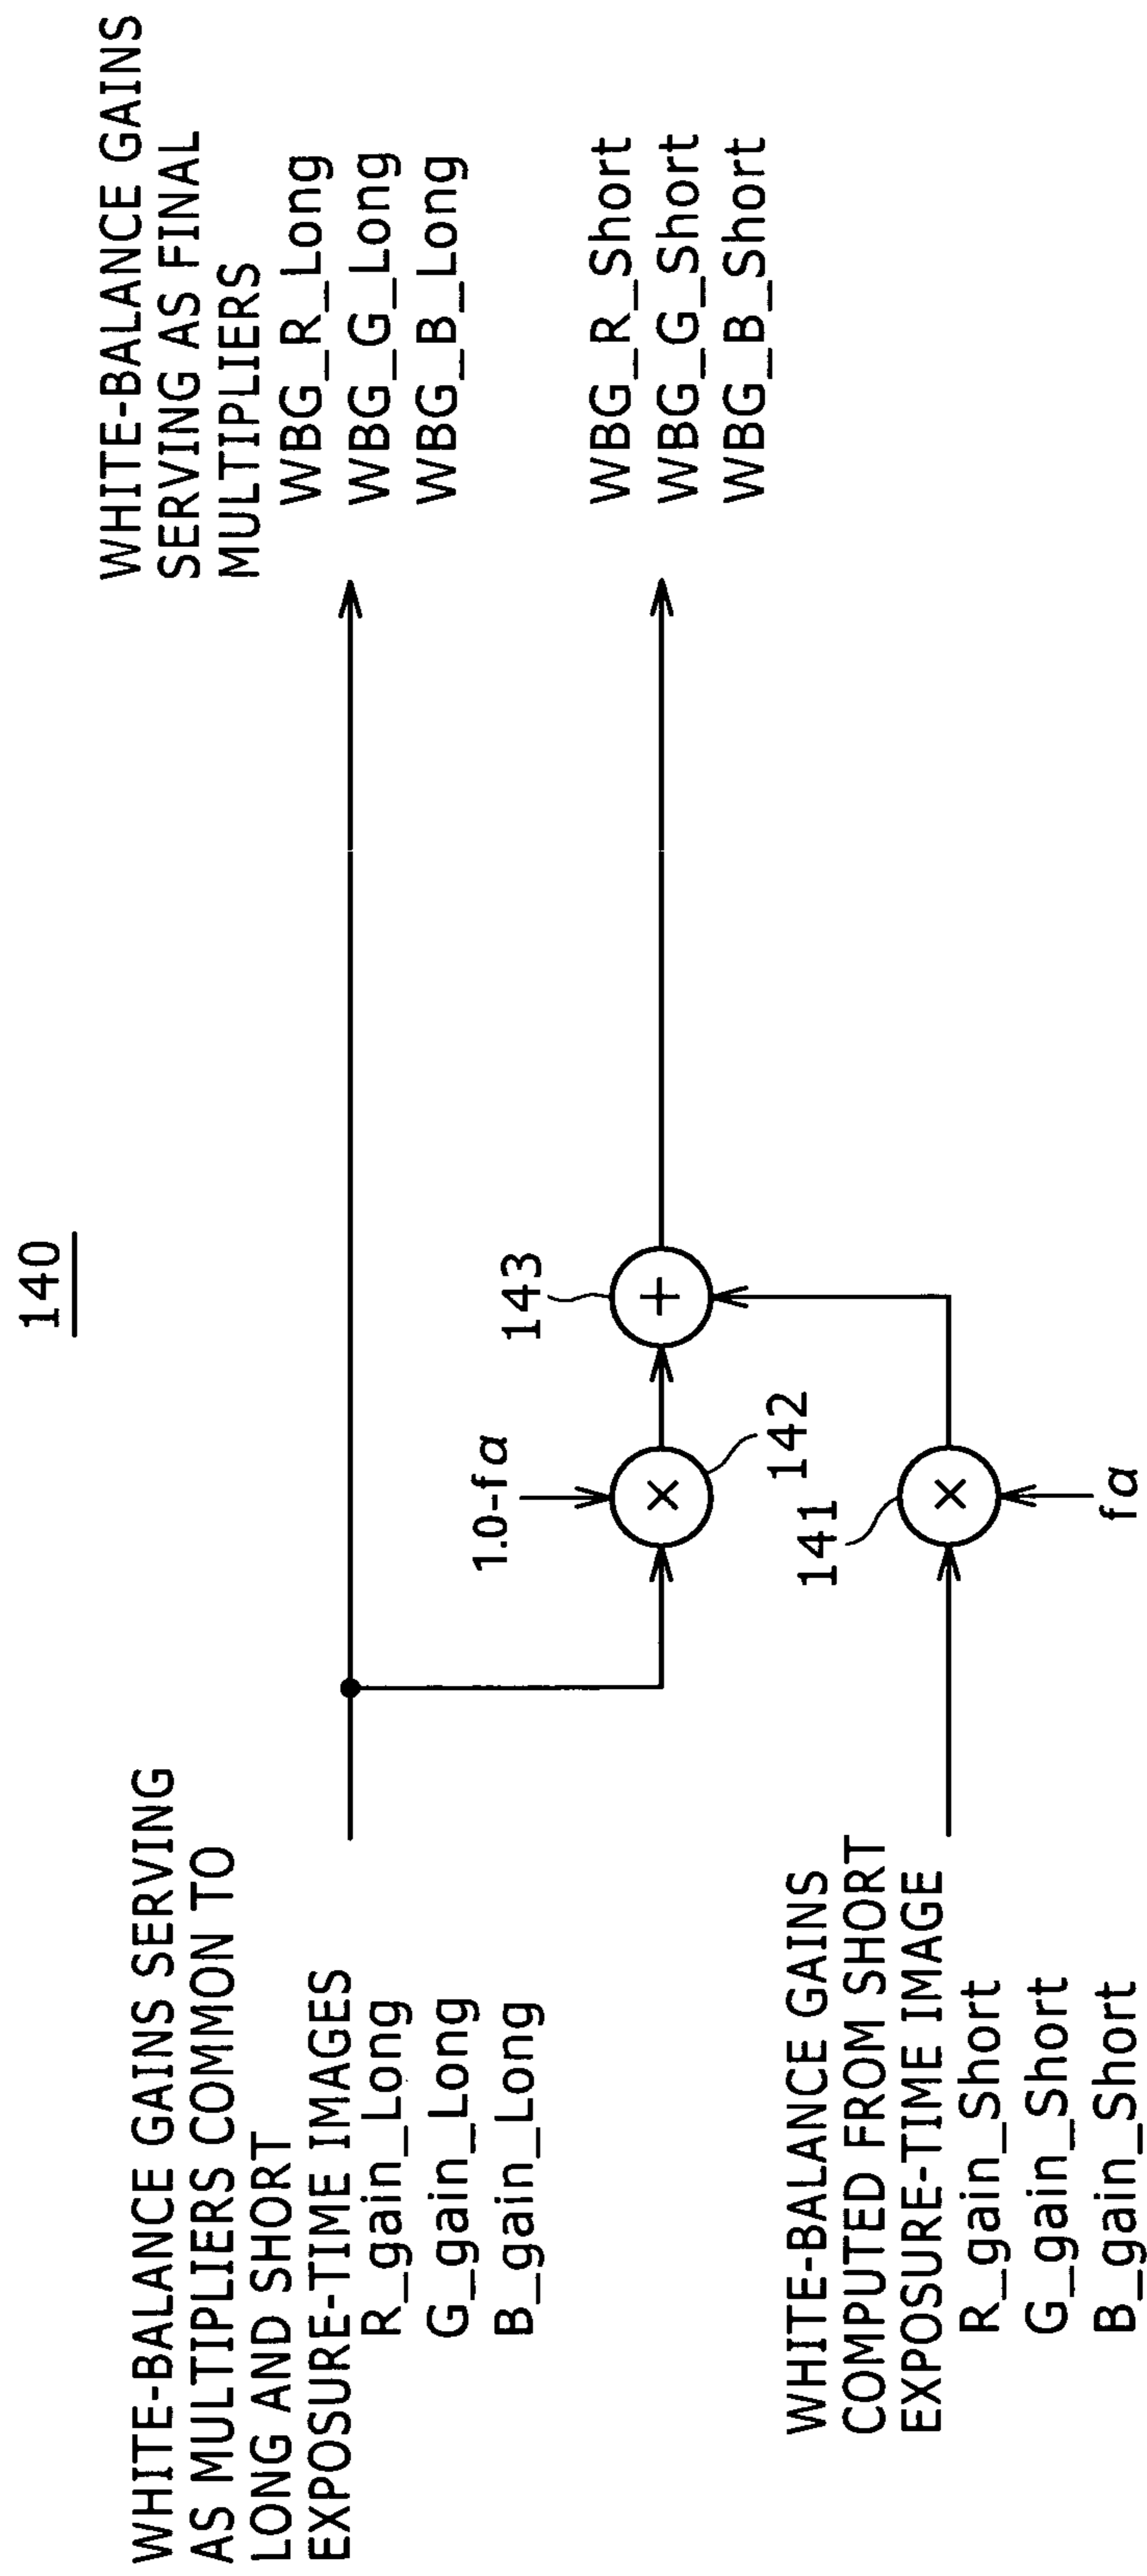 140
WHITE-BALANCE GAINS SERVING
AS MULTIPLIERS COMMON TO
LONG AND SHORT
EXPOSURE-TIME IMAGES
R_gain_Long
G_gain_Long
B_gain_Long
WHITE-BALANCE GAINS
SERVING AS FINAL
MULTIPLIERS
WBG_R_Long
WBG_G_Long
WBG_B_Long
1.0-fα
143
142
WBG_R_Short
WBG_G_Short
WBG_B_Short
WHITE-BALANCE GAINS
COMPUTED FROM SHORT
EXPOSURE-TIME IMAGE
R_gain_Short
G_gain_Short
B_gain_Short
141
fα